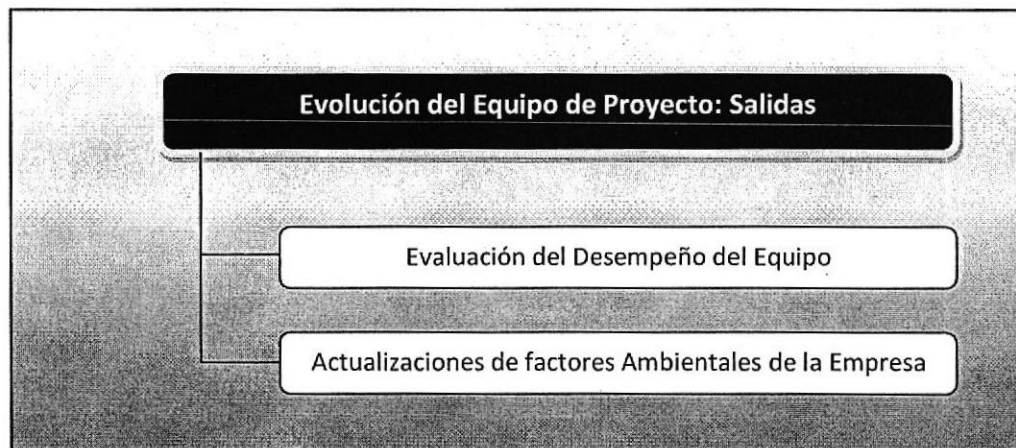 Evolución del Equipo de Proyecto: Salidas
Evaluación del Desempeño del Equipo
Actualizaciones de factores Ambientales de la Empresa